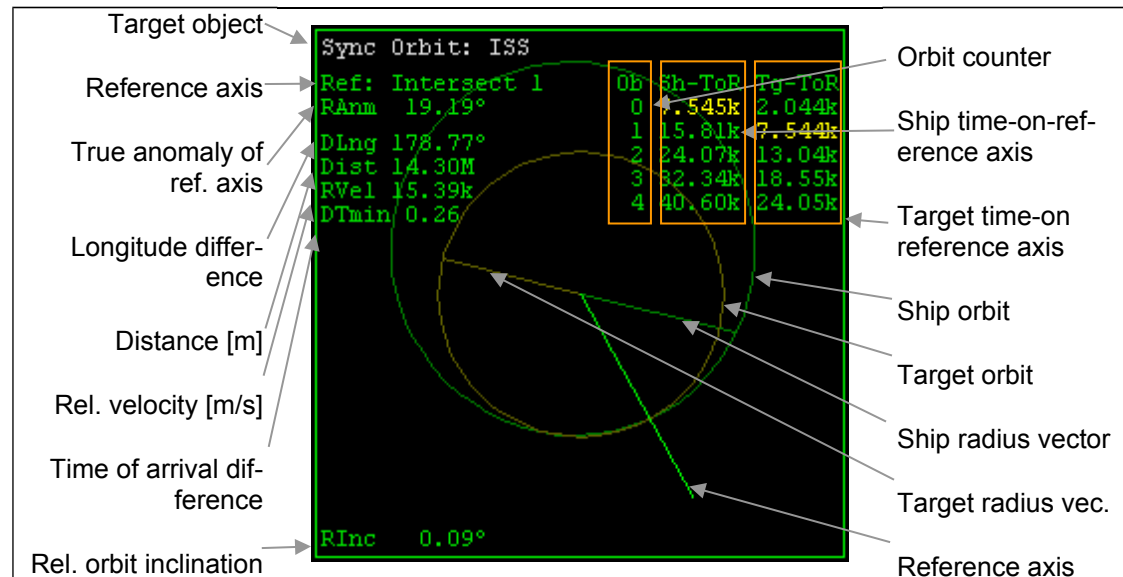 Target object
Reference axis
True anomaly of
ref. axis
Longitude differ-
ence
Distance [m]
Rel. velocity [m/s]
Time of arrival dif-
ference
Rel. orbit inclination
Sync Orbit: ISS
Ref: Intersect 1
RAnm 19.19°
DLng 178.77°
Dist 14.30M
RVel 15.39k
DTmin 0.26
Ob Sh-ToR Tg-ToR
0 7.545k 2.044k
1 15.81k 7.544k
2 24.07k 13.04k
3 32.34k 18.55k
4 40.60k 24.05k
RInc 0.09°
Orbit counter
Ship time-on-ref-
erence axis
Target time-on
reference axis
Ship orbit
Target orbit
Ship radius vector
Target radius vec.
Reference axis